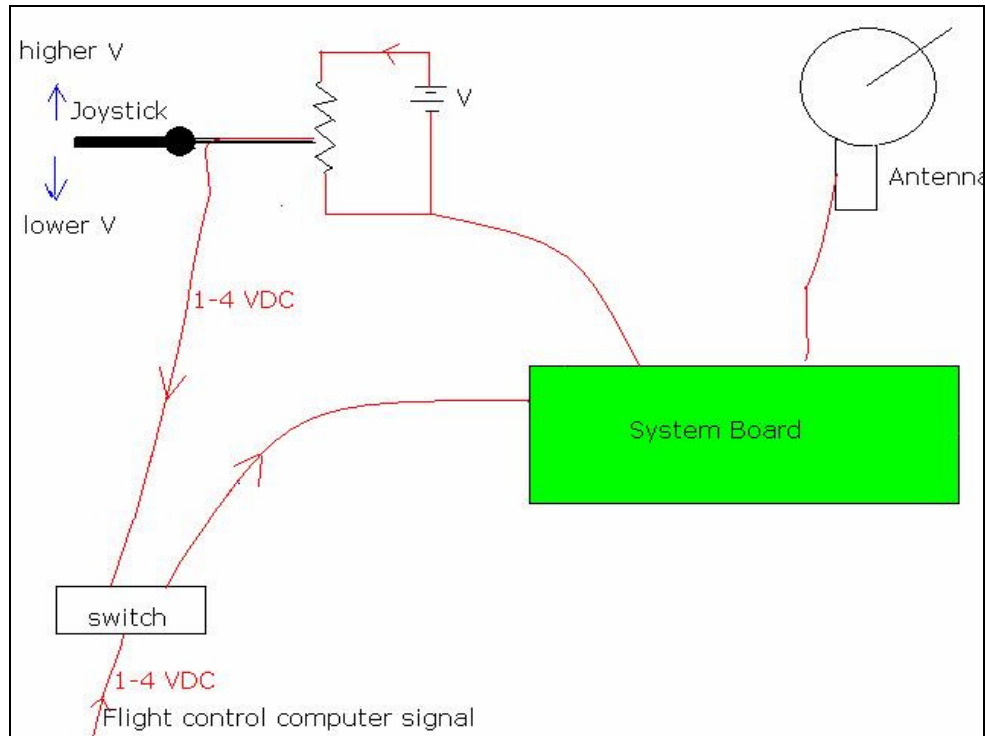 higher V
Joystick
V
Antenna
lower V
1-4 VDC
System Board
switch
1-4 VDC
Flight control computer signal